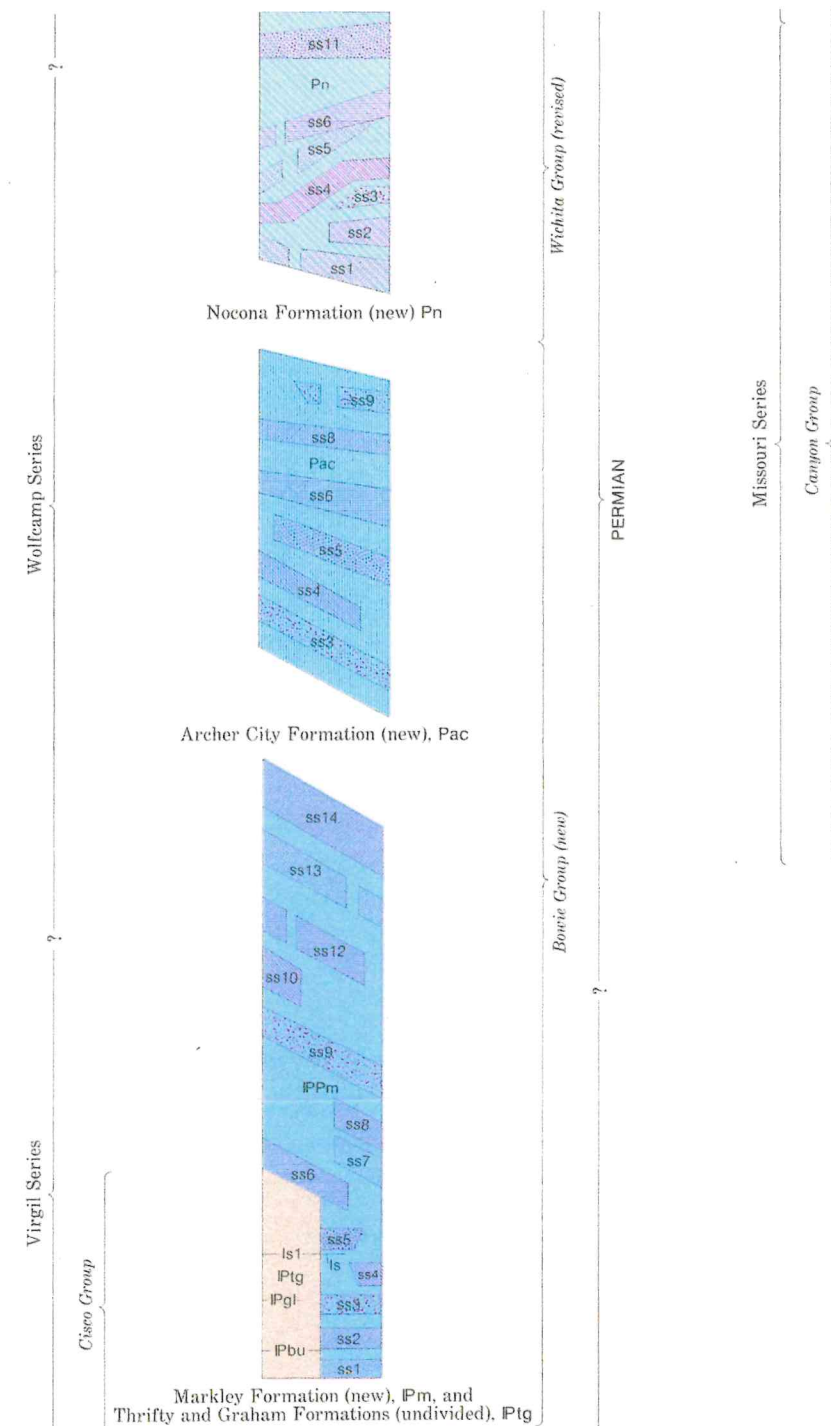 ss11
Pn
ss6
ss5
ss4
ss3
ss2
ss1
Nocona Formation (new) Pn
ss9
ss8
Pac
ss6
ss5
ss4
ss3
Archer City Formation (new), Pac
ss14
ss13
ss12
ss10
ss9
IPPm
ss8
ss7
ss6
ss5
ls1
ls
IPtg
ss4
IPgl
ss3
ss2
IPbu
ss1
Markley Formation (new), IPm, and
Thrifty and Graham Formations (undivided), IPtg
?
Wolfcamp Series
?
Virgil Series
Cisco Group
Wichita Group (revised)
Bowie Group (new)
PERMIAN
?
Missouri Series
Canyon Group